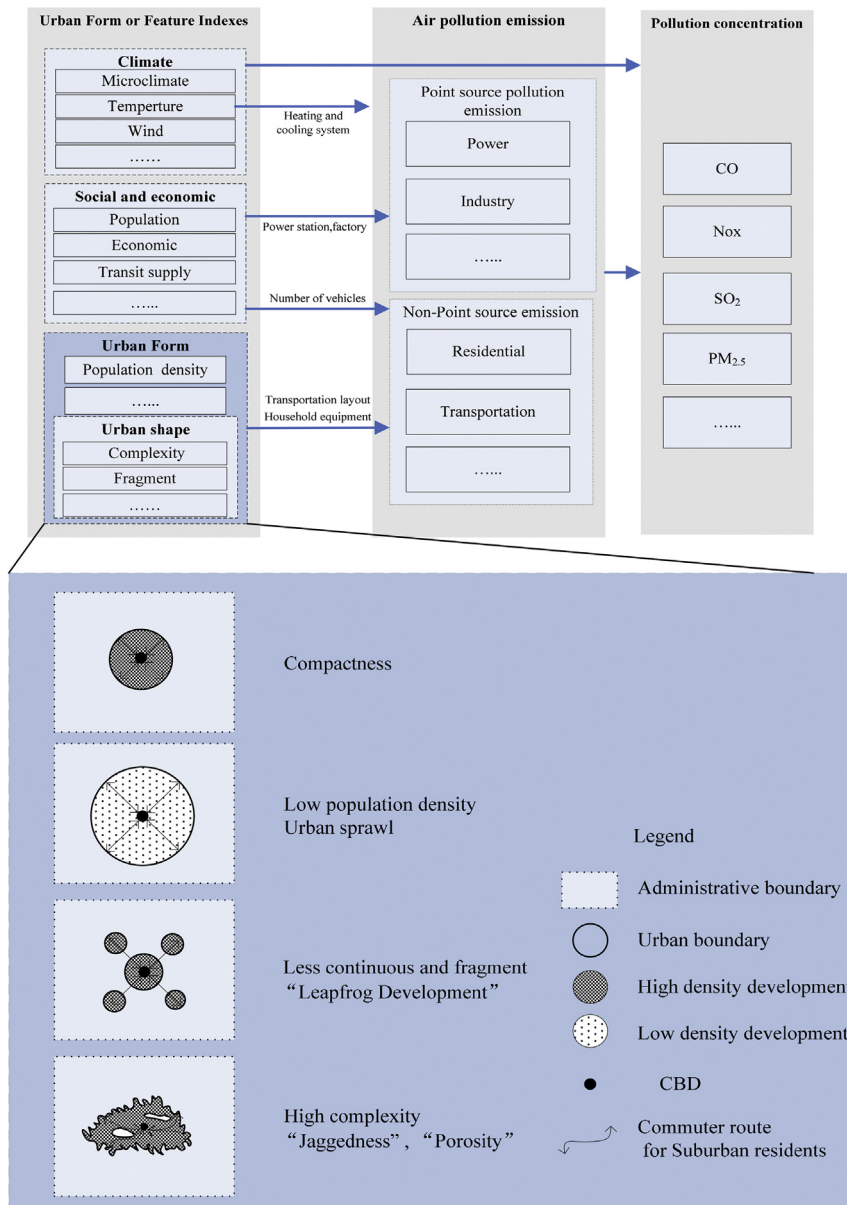 Urban Form or Feature Indexes
Climate
Microclimate
Temperture
Wind
……
Social and economic
Population
Economic
Transit supply
…...
Urban Form
Population density
…...
Urban shape
Complexity
Fragment
……
Heating and
cooling system
Power station,factory
Number of vehicles
Transportation layout
Household equipment
Air pollution emission
Point source pollution
emission
Power
Industry
…...
Non-Point source emission
Residential
Transportation
…...
Pollution concentration
CO
Nox
SO₂
PM₂.₅
…...
Compactness
Low population density
Urban sprawl
Less continuous and fragment
“Leapfrog Development”
High complexity
“Jaggedness”, “Porosity”
Legend
Administrative boundary
Urban boundary
High density development
Low density development
CBD
Commuter route
for Suburban residents